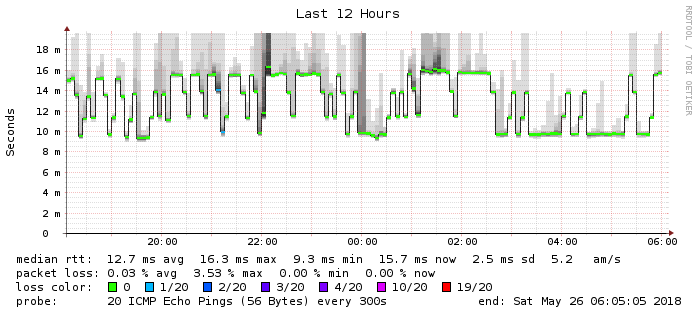 Last 12 Hours
RRDTOOL / TOBI OETIKER
Seconds
18 m
16 m
14 m
12 m
10 m
8 m
6 m
4 m
2 m
0
20:00 22:00 00:00 02:00 04:00 06:00
median rtt: 12.7 ms avg 16.3 ms max 9.3 ms min 15.7 ms now 2.5 ms sd 5.2 am/s
packet loss: 0.03 % avg 3.53 % max 0.00 % min 0.00 % now
loss color: 0 1/20 2/20 3/20 4/20 10/20 19/20
probe: 20 ICMP Echo Pings (56 Bytes) every 300s end: Sat May 26 06:05:05 2018